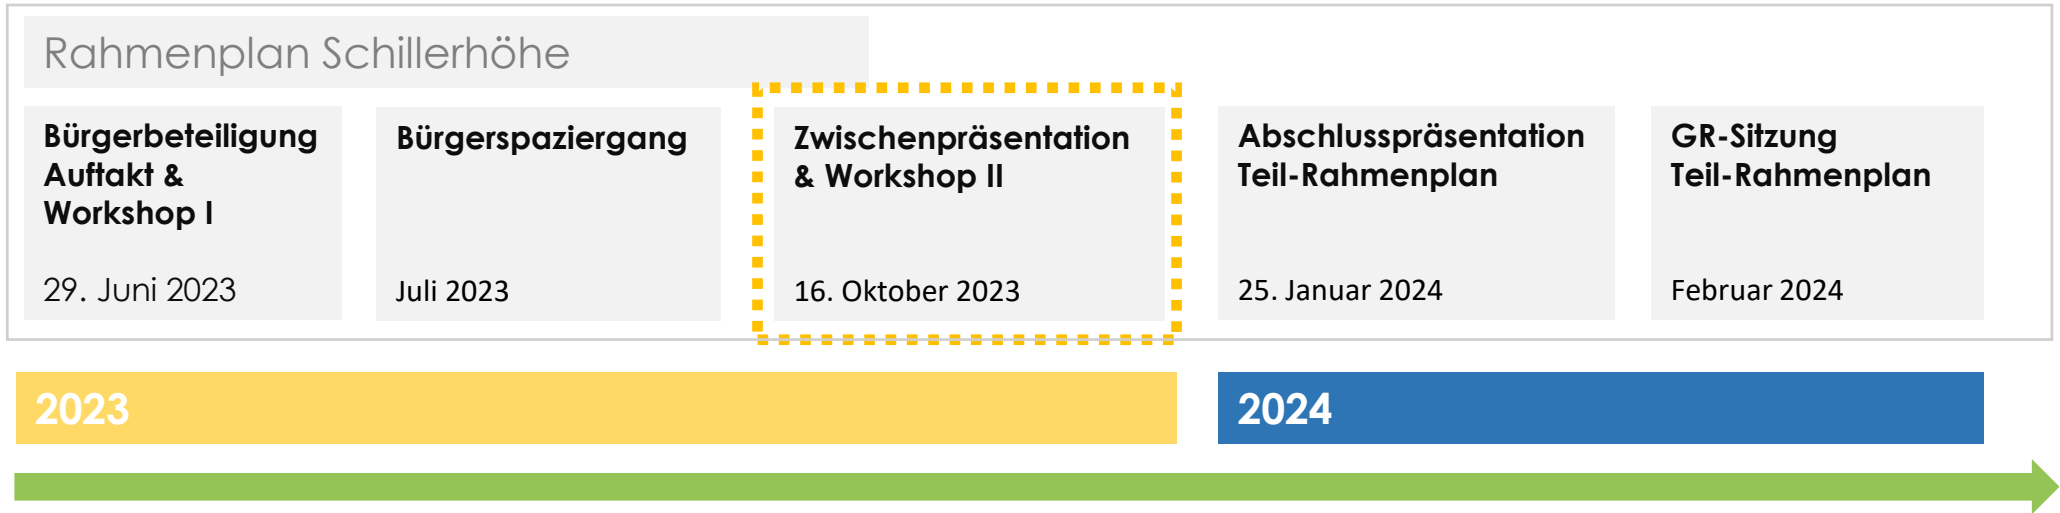 Rahmenplan Schillerhöhe
Bürgerbeteiligung
Auftakt &
Workshop I
29. Juni 2023
Bürgerspaziergang
Juli 2023
Zwischenpräsentation
& Workshop II
16. Oktober 2023
Abschlusspräsentation
Teil-Rahmenplan
25. Januar 2024
GR-Sitzung
Teil-Rahmenplan
Februar 2024
2023
2024